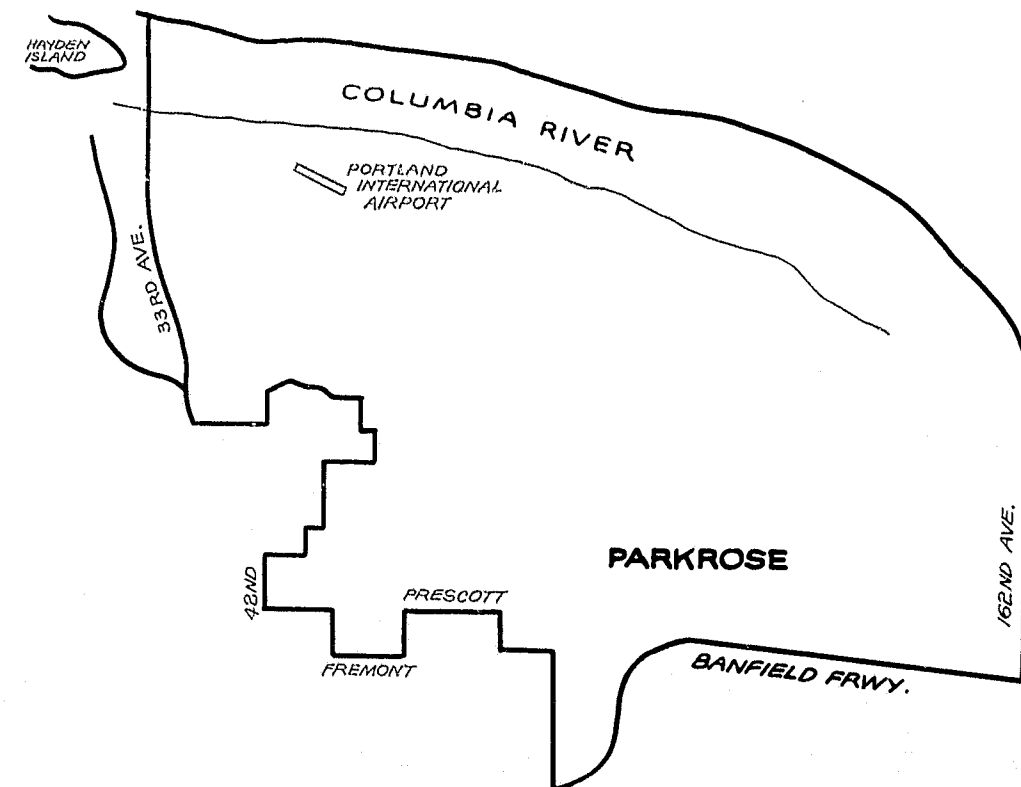 HAYDEN
ISLAND
COLUMBIA RIVER
PORTLAND
INTERNATIONAL
AIRPORT
33RD AVE.
PARKROSE
162ND AVE.
42ND
PRESCOTT
FREMONT
BANFIELD FRWY.